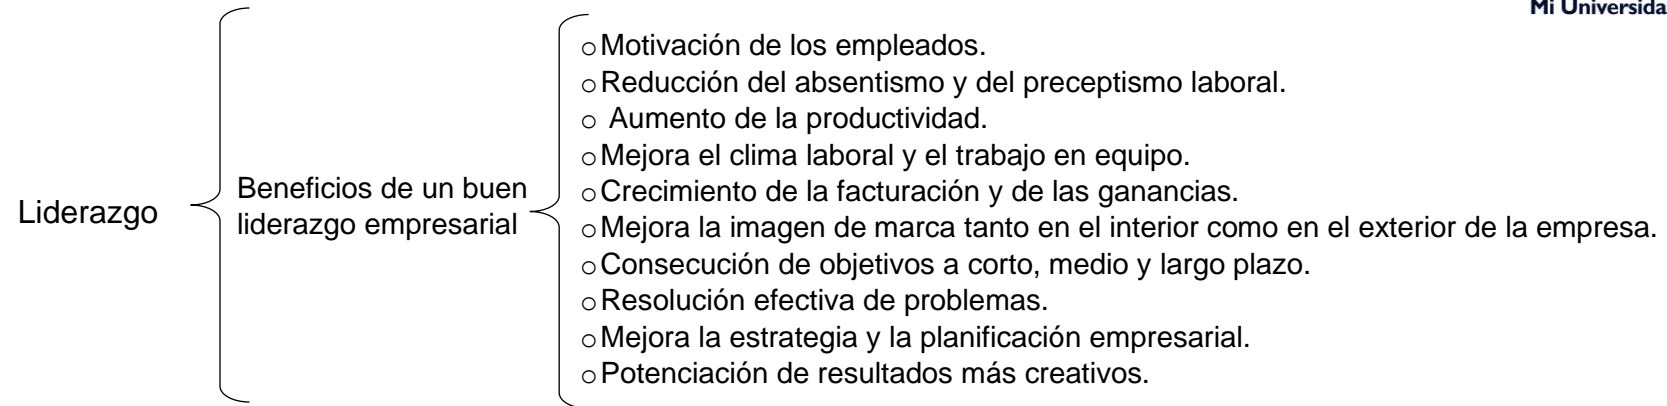 Mi Universida
Motivación de los empleados.
Reducción del absentismo y del preceptismo laboral.
Aumento de la productividad.
Mejora el clima laboral y el trabajo en equipo.
Beneficios de un buen
liderazgo empresarial
Liderazgo
Crecimiento de la facturación y de las ganancias.
Mejora la imagen de marca tanto en el interior como en el exterior de la empresa.
Consecución de objetivos a corto, medio y largo plazo.
Resolución efectiva de problemas.
Mejora la estrategia y la planificación empresarial.
Potenciación de resultados más creativos.